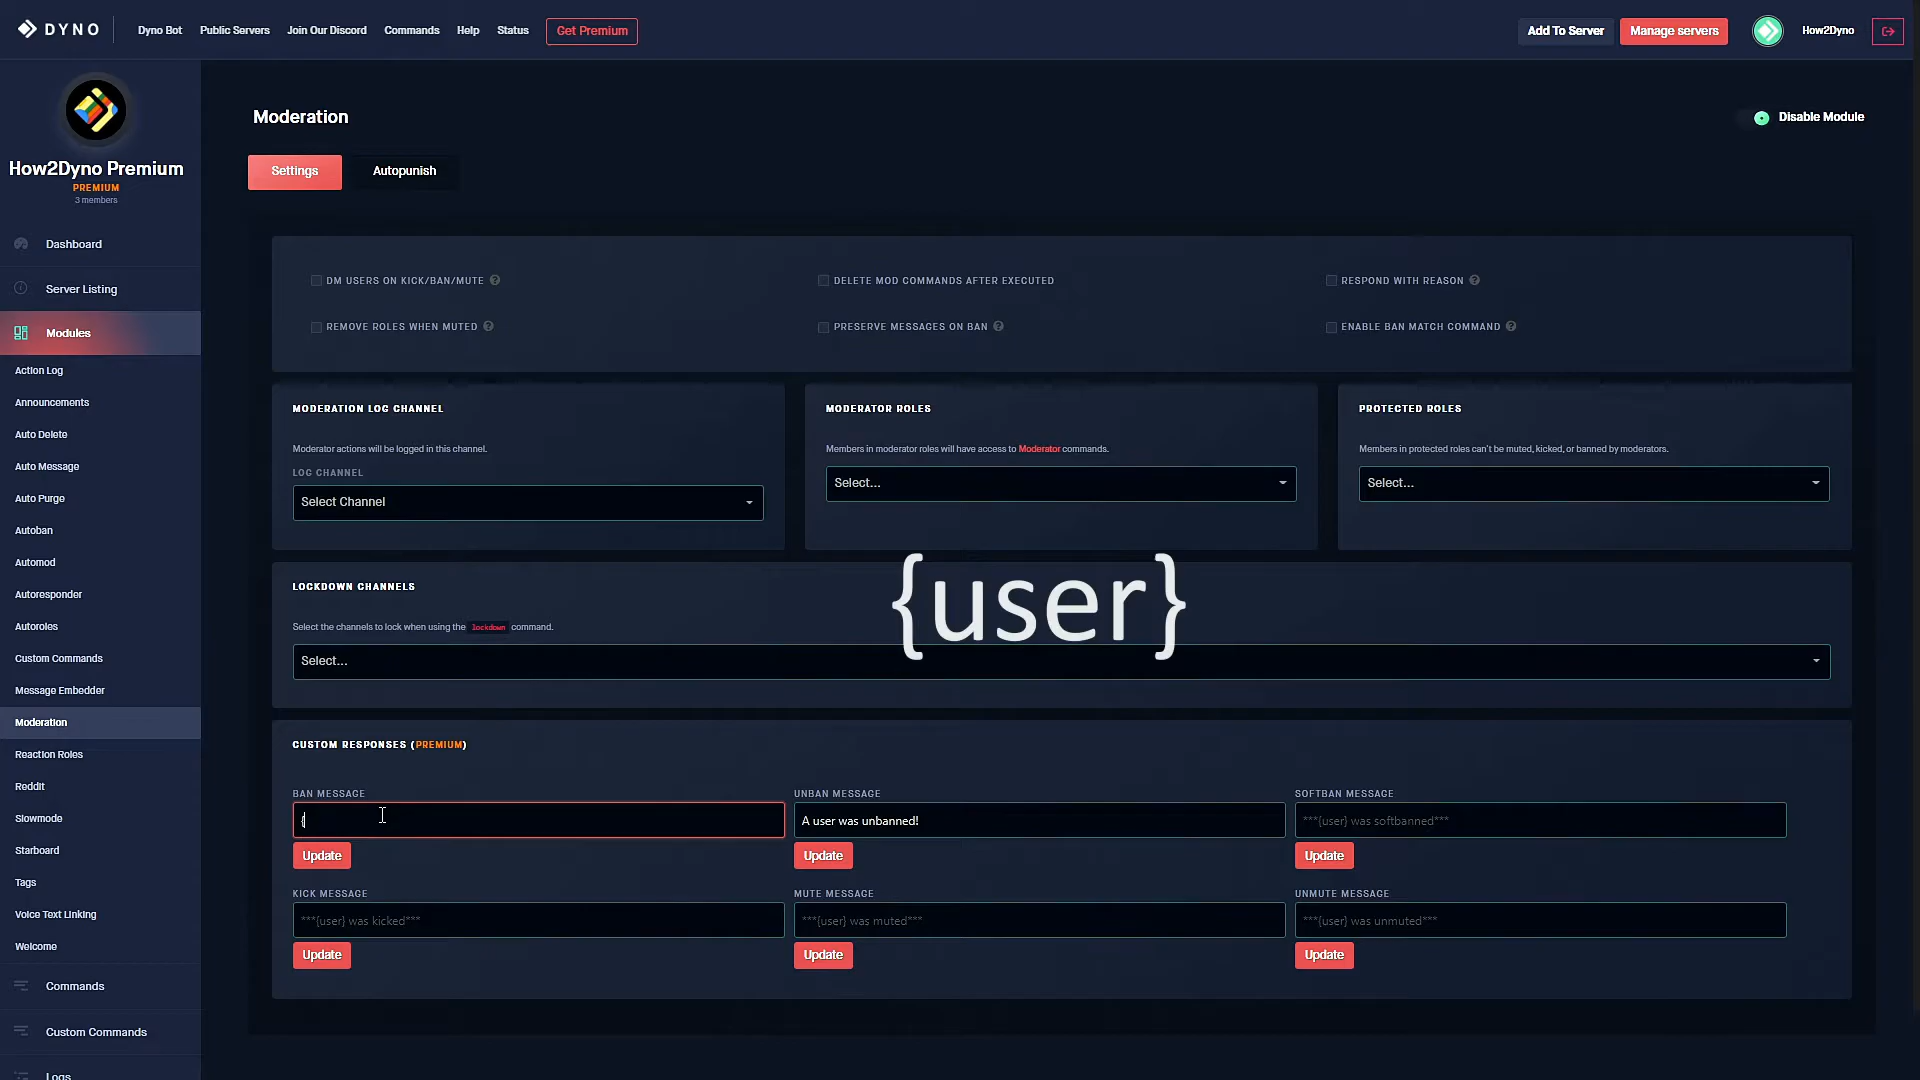 DYNO
Dyno Bot
Public Servers
Join Our Discord
Commands
Help
Status
Get Premium
Add To Server
Manage servers
How2Dyno
How2Dyno Premium
PREMIUM
3 members
Dashboard
Server Listing
Modules
Action Log
Announcements
Auto Delete
Auto Message
Auto Purge
Autoban
Automod
Autoresponder
Autoroles
Custom Commands
Message Embedder
Moderation
Reaction Roles
Reddit
Slowmode
Starboard
Tags
Voice Text Linking
Welcome
Commands
Custom Commands
Logs
Moderation
Disable Module
Settings
Autopunish
DM USERS ON KICK/BAN/MUTE ?
DELETE MOD COMMANDS AFTER EXECUTED
RESPOND WITH REASON ?
REMOVE ROLES WHEN MUTED ?
PRESERVE MESSAGES ON BAN ?
ENABLE BAN MATCH COMMAND ?
MODERATION LOG CHANNEL
Moderator actions will be logged in this channel.
LOG CHANNEL
Select Channel
MODERATOR ROLES
Members in moderator roles will have access to Moderator commands.
Select...
PROTECTED ROLES
Members in protected roles can't be muted, kicked, or banned by moderators.
Select...
{user}
LOCKDOWN CHANNELS
Select the channels to lock when using the lockdown command.
Select...
CUSTOM RESPONSES (PREMIUM)
BAN MESSAGE
{
Update
UNBAN MESSAGE
A user was unbanned!
Update
SOFTBAN MESSAGE
***{user} was softbanned***
Update
KICK MESSAGE
***{user} was kicked***
Update
MUTE MESSAGE
***{user} was muted***
Update
UNMUTE MESSAGE
***{user} was unmuted***
Update